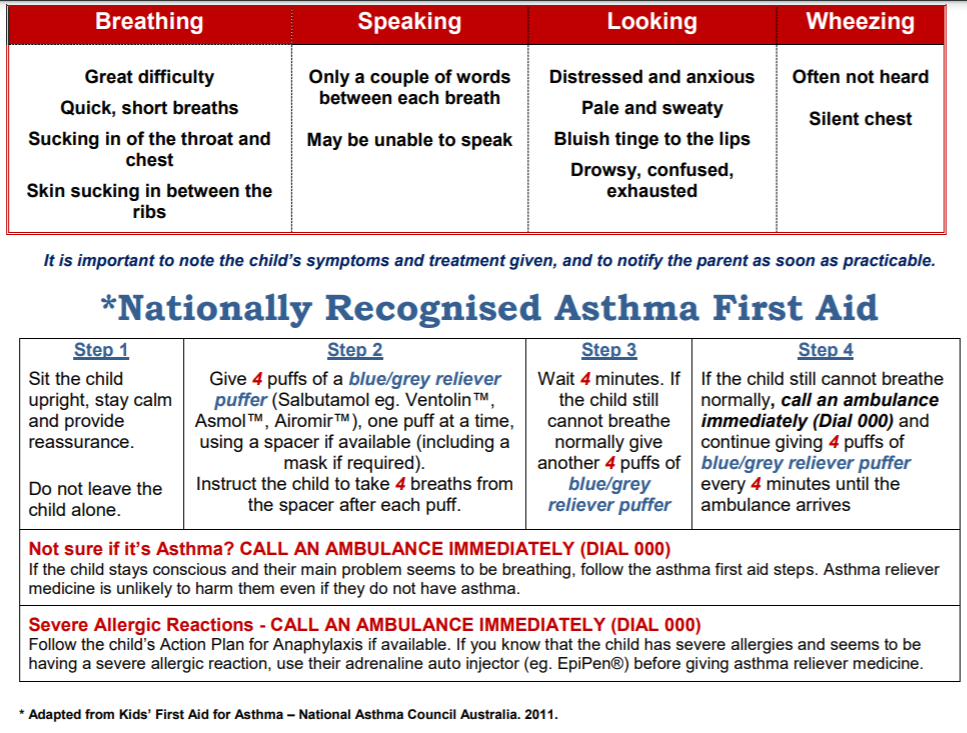 Breathing
Speaking
Looking
Wheezing
Great difficulty
Quick, short breaths
Sucking in of the throat and
chest
Skin sucking in between the
ribs
Only a couple of words
between each breath
May be unable to speak
Distressed and anxious
Pale and sweaty
Bluish tinge to the lips
Drowsy, confused,
exhausted
Often not heard
Silent chest
It is important to note the child's symptoms and treatment given, and to notify the parent as soon as practicable.
*Nationally Recognised Asthma First Aid
Step 1
Sit the child
upright, stay calm
and provide
reassurance.
Do not leave the
child alone.
Step 2
Give 4 puffs of a blue/grey reliever
puffer (Salbutamol eg. Ventolin™,
Asmol™, Airomir™), one puff at a time,
using a spacer if available (including a
mask if required).
Instruct the child to take 4 breaths from
the spacer after each puff.
Step 3
Wait 4 minutes. If
the child still
cannot breathe
normally give
another 4 puffs of
blue/grey
reliever puffer
Step 4
If the child still cannot breathe
normally, call an ambulance
immediately (Dial 000) and
continue giving 4 puffs of
blue/grey reliever puffer
every 4 minutes until the
ambulance arrives
Not sure if it's Asthma? CALL AN AMBULANCE IMMEDIATELY (DIAL 000)
If the child stays conscious and their main problem seems to be breathing, follow the asthma first aid steps. Asthma reliever
medicine is unlikely to harm them even if they do not have asthma.
Severe Allergic Reactions - CALL AN AMBULANCE IMMEDIATELY (DIAL 000)
Follow the child's Action Plan for Anaphylaxis if available. If you know that the child has severe allergies and seems to be
having a severe allergic reaction, use their adrenaline auto injector (eg. EpiPen®) before giving asthma reliever medicine.
* Adapted from Kids' First Aid for Asthma – National Asthma Council Australia. 2011.